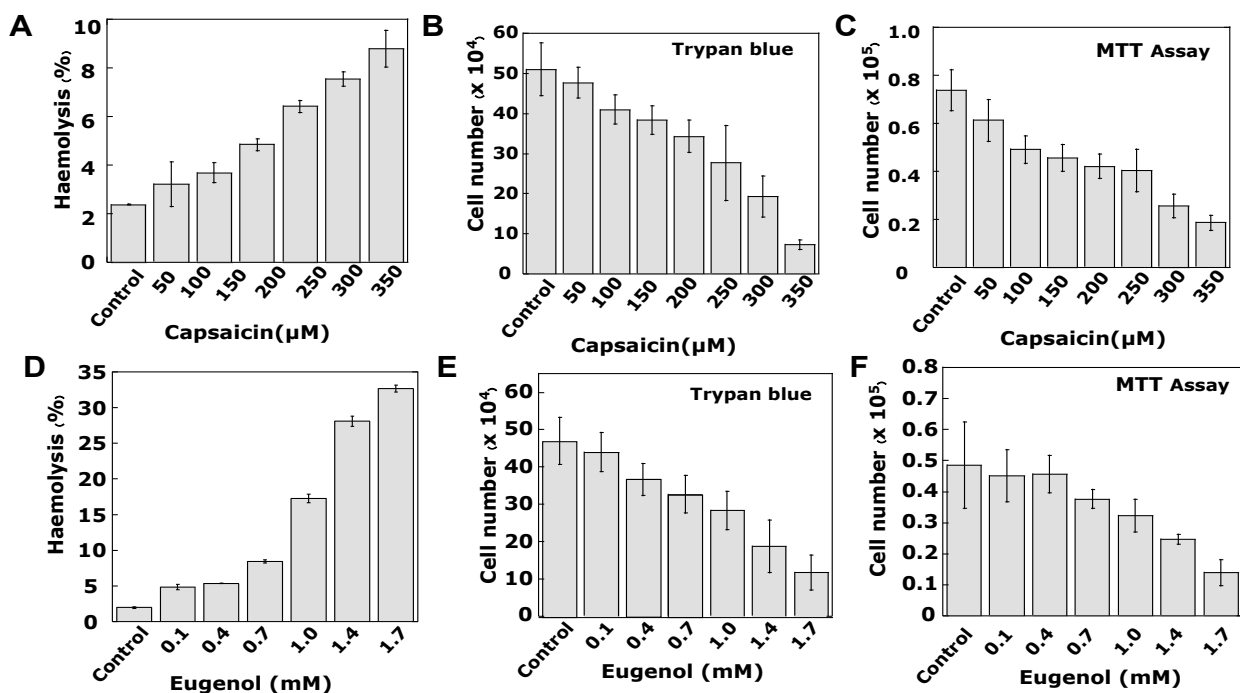 A
Haemolysis (%)
10
8
6
4
2
0
Control 50 100 150 200 250 300 350
Capsaicin(µM)
B
Trypan blue
Cell number (x 10⁴)
60
50
40
30
20
10
0
Control 50 100 150 200 250 300 350
Capsaicin(µM)
C
MTT Assay
Cell number (x 10⁵)
1.0
0.8
0.6
0.4
0.2
0
Control 50 100 150 200 250 300 350
Capsaicin(µM)
D
Haemolysis (%)
35
30
25
20
15
10
5
0
Control 0.1 0.4 0.7 1.0 1.4 1.7
Eugenol (mM)
E
Trypan blue
Cell number (x 10⁴)
60
50
40
30
20
10
0
Control 0.1 0.4 0.7 1.0 1.4 1.7
Eugenol (mM)
F
MTT Assay
Cell number (x 10⁵)
0.8
0.7
0.6
0.5
0.4
0.3
0.2
0.1
0
Control 0.1 0.4 0.7 1.0 1.4 1.7
Eugenol (mM)